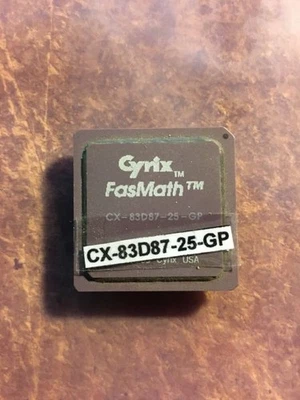 Cyrix™
FasMath™
CX-83D87-25-GP
CX-83D87-25-GP
Cyrix, USA